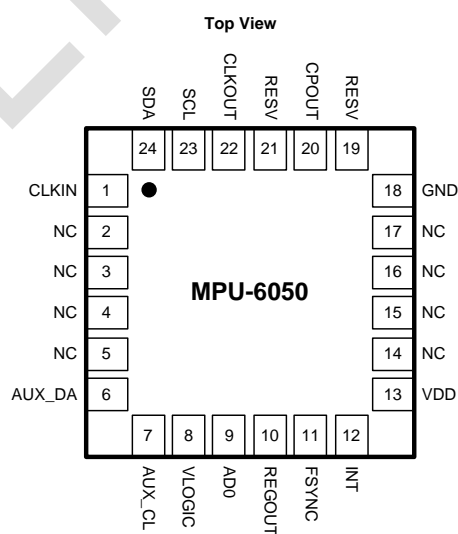 Top View
SDA SCL CLKOUT RESV CPOUT RESV
24 23 22 21 20 19
CLKIN 1 18 GND
NC 2 17 NC
NC 3 16 NC
MPU-6050
NC 4 15 NC
NC 5 14 NC
AUX_DA 6 13 VDD
7 8 9 10 11 12
AUX_CL VLOGIC AD0 REGOUT FSYNC INT